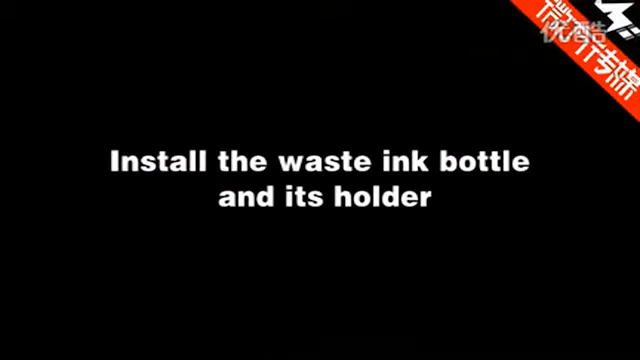 优酷
Install the waste ink bottle
and its holder